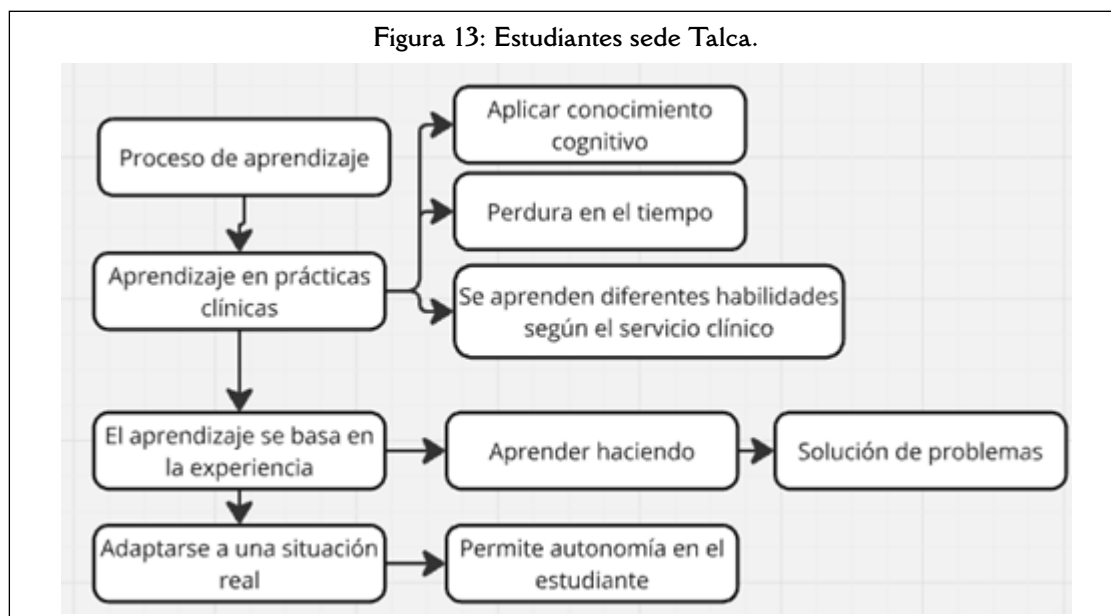 Figura 13: Estudiantes sede Talca.
Proceso de aprendizaje
Aplicar conocimiento
cognitivo
Perdura en el tiempo
Aprendizaje en prácticas
clínicas
Se aprenden diferentes habilidades
según el servicio clínico
El aprendizaje se basa en
la experiencia
Aprender haciendo
Solución de problemas
Adaptarse a una situación
real
Permite autonomía en el
estudiante